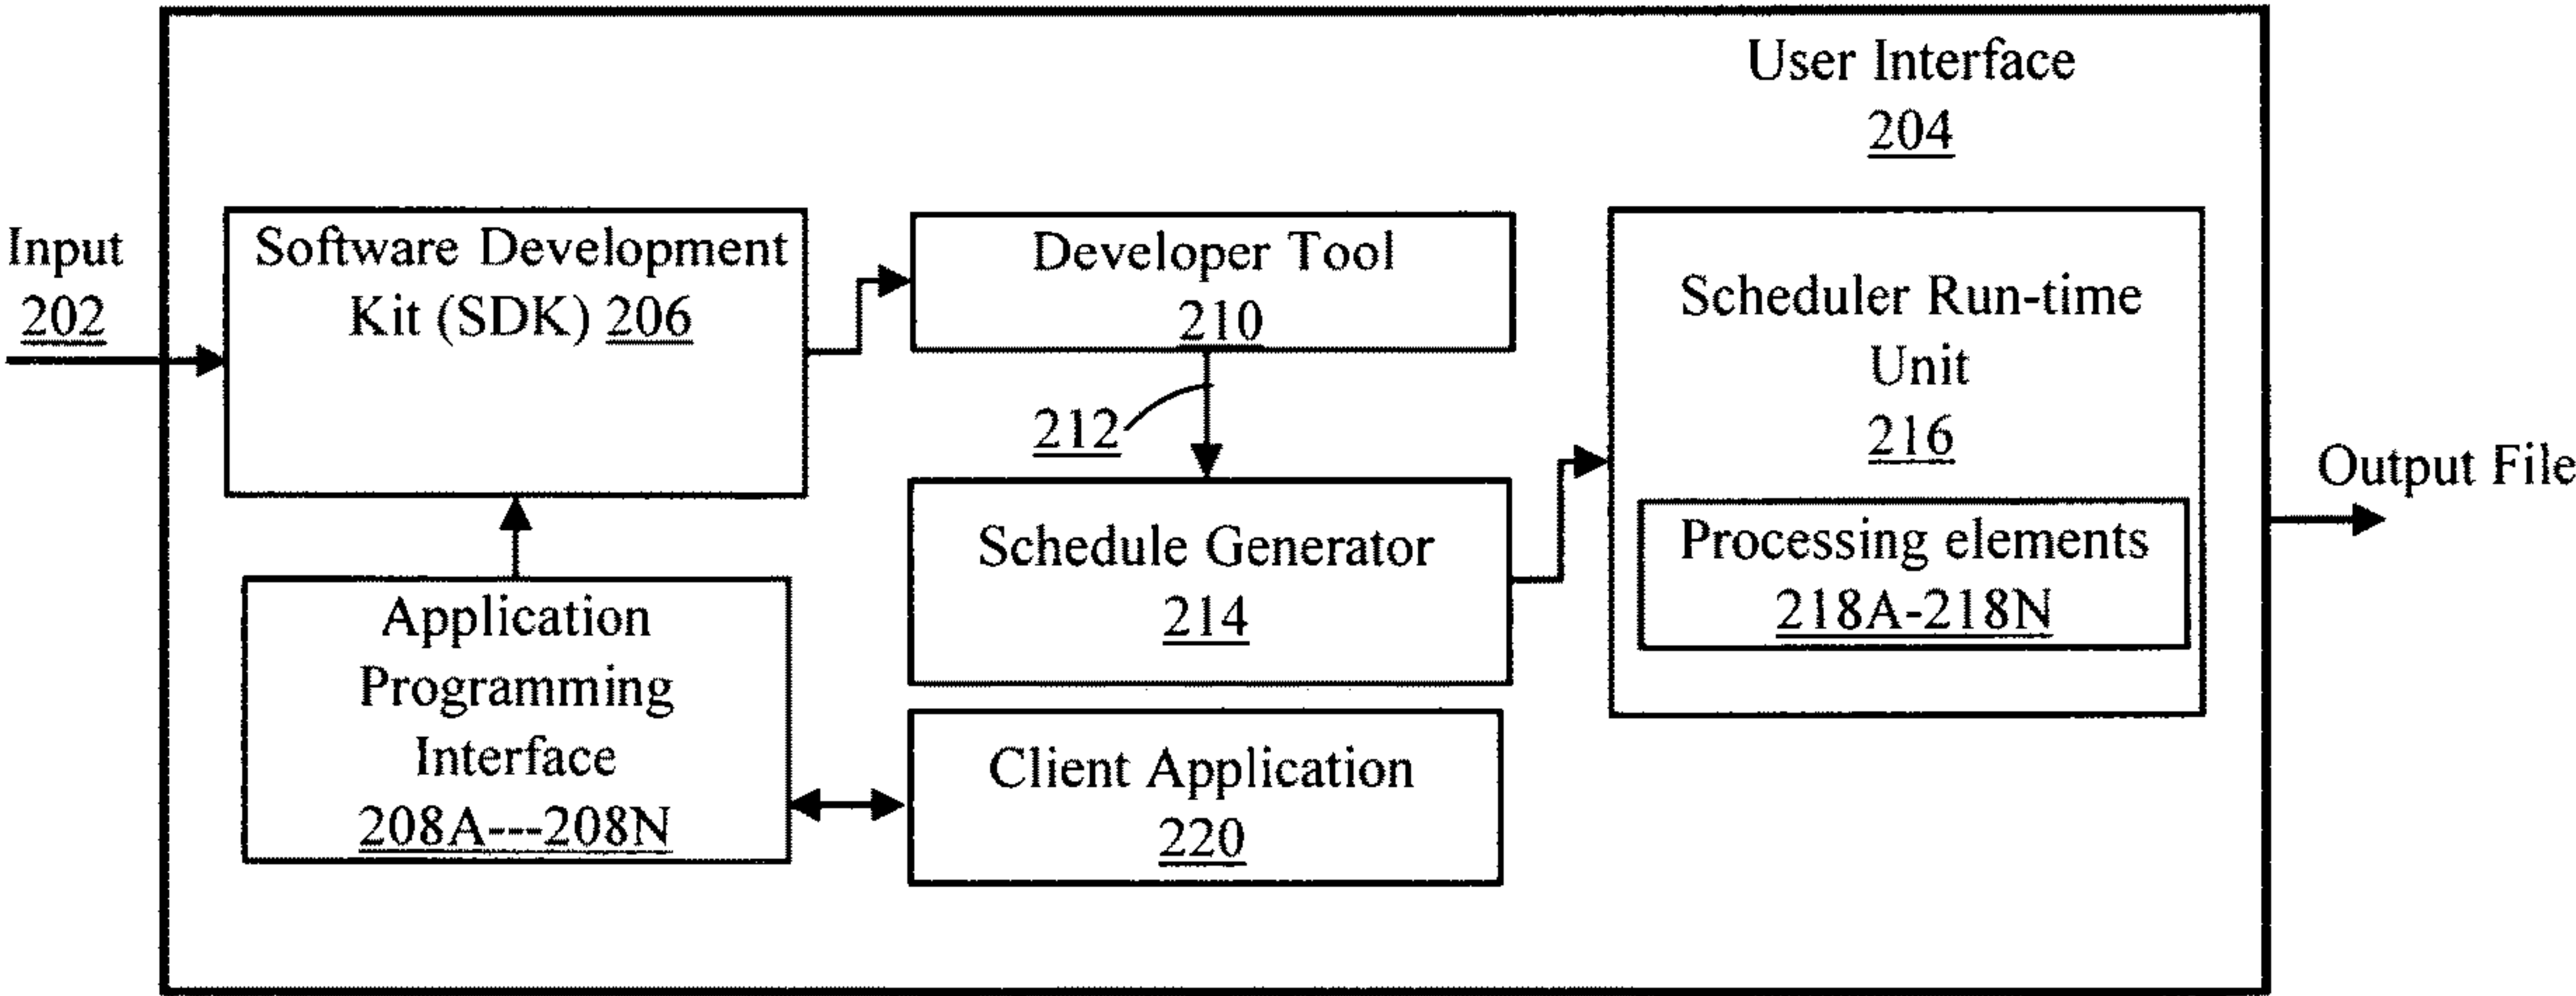 User Interface
204
Input
202
Software Development
Kit (SDK) 206
Developer Tool
210
212
Scheduler Run-time
Unit
216
Processing elements
218A-218N
Output File
Schedule Generator
214
Application
Programming
Interface
208A---208N
Client Application
220